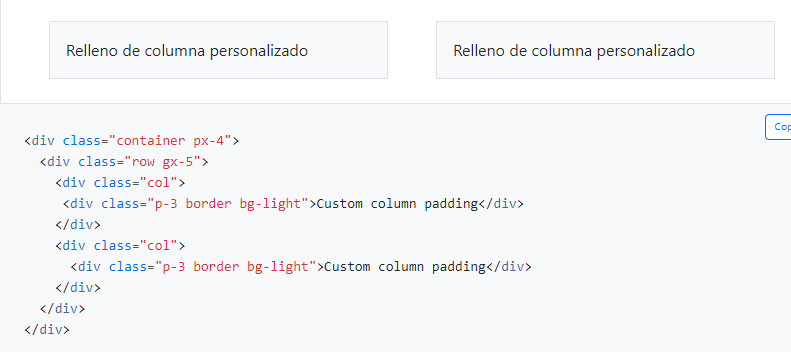 Relleno de columna personalizado Relleno de columna personalizado
Cop
<div class="container px-4">
  <div class="row gx-5">
    <div class="col">
     <div class="p-3 border bg-light">Custom column padding</div>
    </div>
    <div class="col">
      <div class="p-3 border bg-light">Custom column padding</div>
    </div>
  </div>
</div>